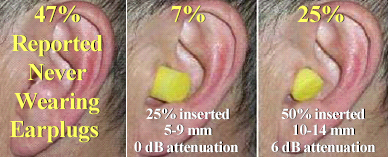 47%
Reported
Never
Wearing
Earplugs
7%
25% inserted
5-9 mm
0 dB attenuation
25%
50% inserted
10-14 mm
6 dB attenuation